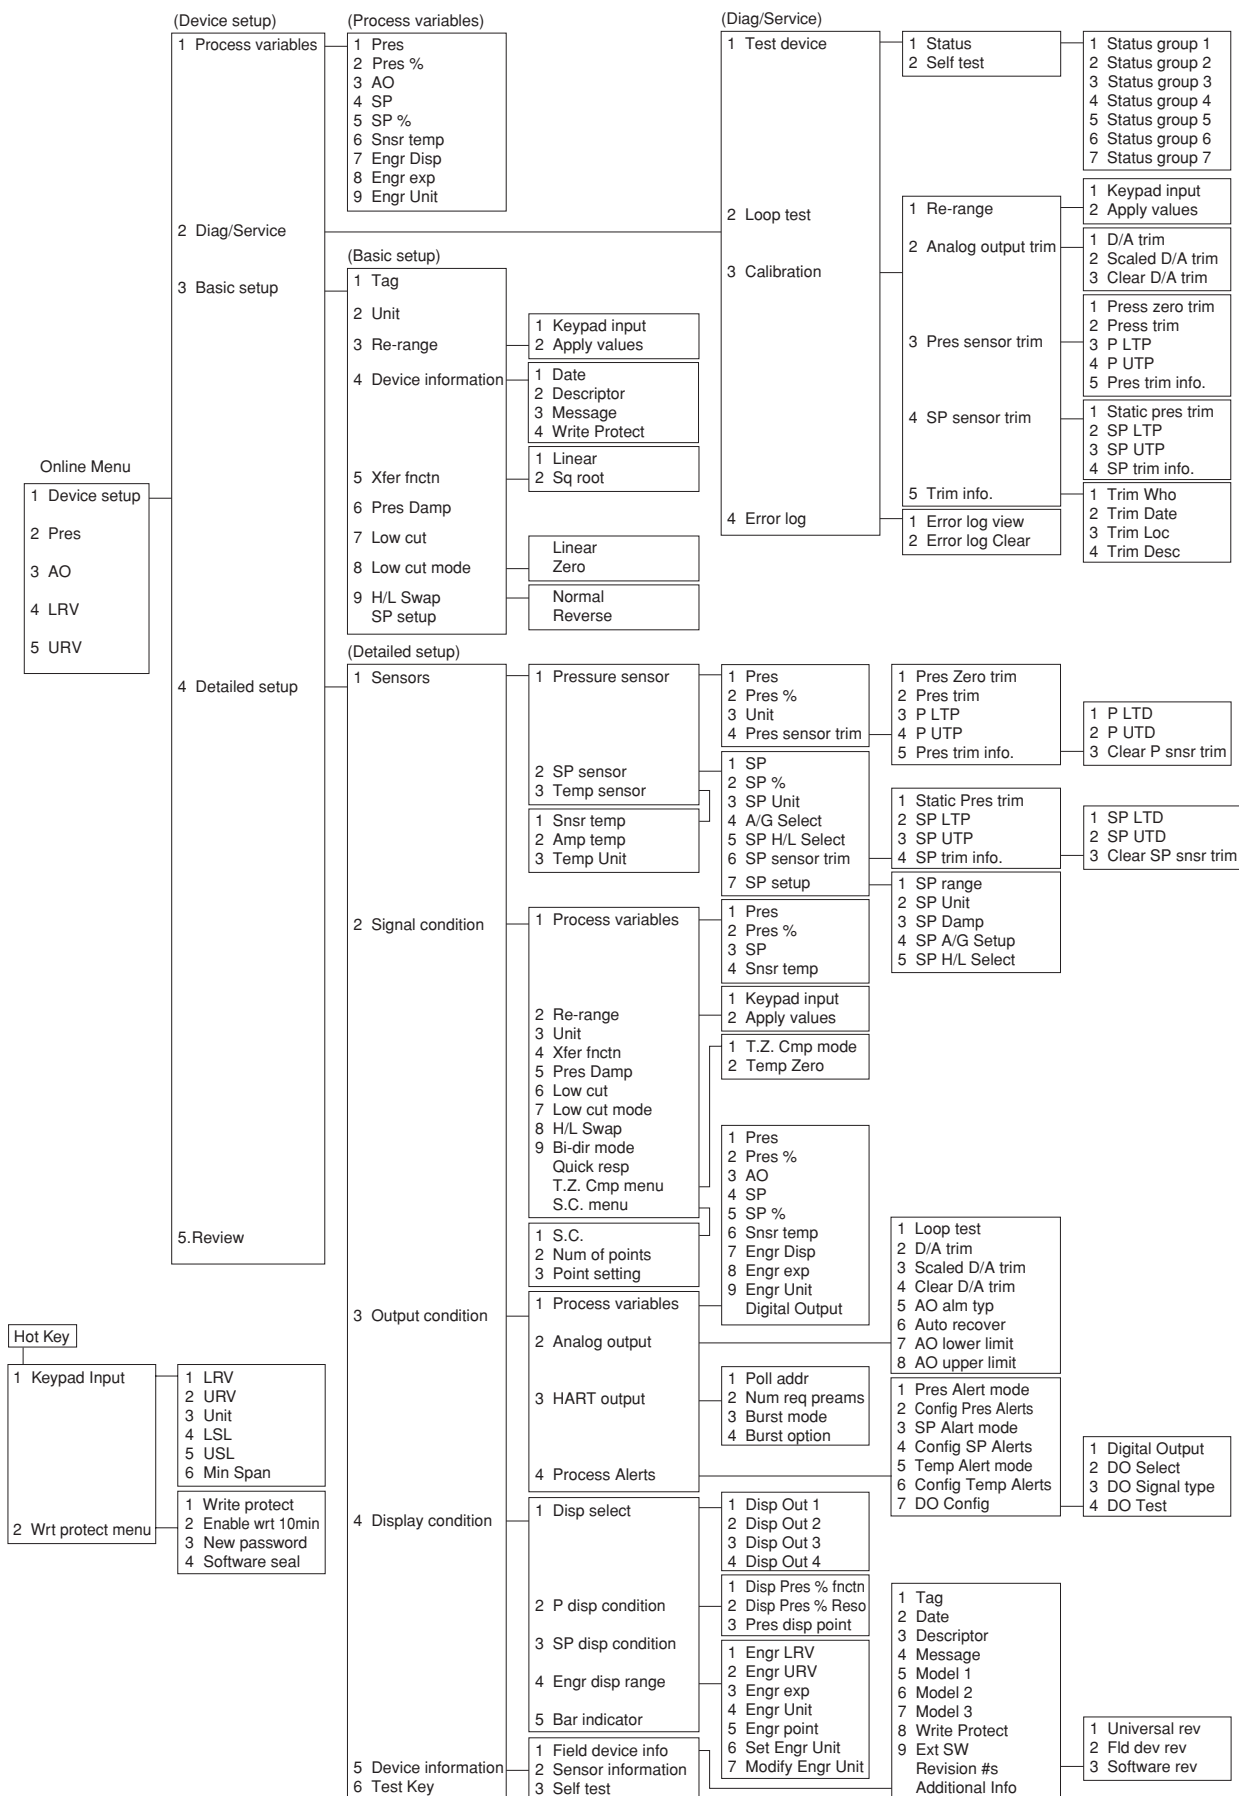 Online Menu
1 Device setup
2 Pres
3 AO
4 LRV
5 URV
Hot Key
1 Keypad Input
2 Wrt protect menu
1 LRV
2 URV
3 Unit
4 LSL
5 USL
6 Min Span
1 Write protect
2 Enable wrt 10min
3 New password
4 Software seal
(Device setup)
1 Process variables
2 Diag/Service
3 Basic setup
4 Detailed setup
5.Review
(Process variables)
1 Pres
2 Pres %
3 AO
4 SP
5 SP %
6 Snsr temp
7 Engr Disp
8 Engr exp
9 Engr Unit
(Basic setup)
1 Tag
2 Unit
3 Re-range
4 Device information
5 Xfer fnctn
6 Pres Damp
7 Low cut
8 Low cut mode
9 H/L Swap
SP setup
1 Keypad input
2 Apply values
1 Date
2 Descriptor
3 Message
4 Write Protect
1 Linear
2 Sq root
Linear
Zero
Normal
Reverse
(Diag/Service)
1 Test device
2 Loop test
3 Calibration
4 Error log
1 Status
2 Self test
1 Status group 1
2 Status group 2
3 Status group 3
4 Status group 4
5 Status group 5
6 Status group 6
7 Status group 7
1 Re-range
2 Analog output trim
3 Pres sensor trim
4 SP sensor trim
5 Trim info.
1 Keypad input
2 Apply values
1 D/A trim
2 Scaled D/A trim
3 Clear D/A trim
1 Press zero trim
2 Press trim
3 P LTP
4 P UTP
5 Pres trim info.
1 Static pres trim
2 SP LTP
3 SP UTP
4 SP trim info.
1 Trim Who
2 Trim Date
3 Trim Loc
4 Trim Desc
1 Error log view
2 Error log Clear
(Detailed setup)
1 Sensors
2 Signal condition
3 Output condition
4 Display condition
5 Device information
6 Test Key
1 Pressure sensor
2 SP sensor
3 Temp sensor
1 Snsr temp
2 Amp temp
3 Temp Unit
1 Pres
2 Pres %
3 Unit
4 Pres sensor trim
1 Pres Zero trim
2 Pres trim
3 P LTP
4 P UTP
5 Pres trim info.
1 P LTD
2 P UTD
3 Clear P snsr trim
1 SP
2 SP %
3 SP Unit
4 A/G Select
5 SP H/L Select
6 SP sensor trim
7 SP setup
1 Static Pres trim
2 SP LTP
3 SP UTP
4 SP trim info.
1 SP LTD
2 SP UTD
3 Clear SP snsr trim
1 SP range
2 SP Unit
3 SP Damp
4 SP A/G Setup
5 SP H/L Select
1 Process variables
2 Re-range
3 Unit
4 Xfer fnctn
5 Pres Damp
6 Low cut
7 Low cut mode
8 H/L Swap
9 Bi-dir mode
Quick resp
T.Z. Cmp menu
S.C. menu
1 S.C.
2 Num of points
3 Point setting
1 Pres
2 Pres %
3 SP
4 Snsr temp
1 Keypad input
2 Apply values
1 T.Z. Cmp mode
2 Temp Zero
1 Process variables
2 Analog output
3 HART output
4 Process Alerts
1 Pres
2 Pres %
3 AO
4 SP
5 SP %
6 Snsr temp
7 Engr Disp
8 Engr exp
9 Engr Unit
Digital Output
1 Loop test
2 D/A trim
3 Scaled D/A trim
4 Clear D/A trim
5 AO alm typ
6 Auto recover
7 AO lower limit
8 AO upper limit
1 Poll addr
2 Num req preams
3 Burst mode
4 Burst option
1 Pres Alert mode
2 Config Pres Alerts
3 SP Alart mode
4 Config SP Alerts
5 Temp Alert mode
6 Config Temp Alerts
7 DO Config
1 Digital Output
2 DO Select
3 DO Signal type
4 DO Test
1 Disp select
2 P disp condition
3 SP disp condition
4 Engr disp range
5 Bar indicator
1 Disp Out 1
2 Disp Out 2
3 Disp Out 3
4 Disp Out 4
1 Disp Pres % fnctn
2 Disp Pres % Reso
3 Pres disp point
1 Engr LRV
2 Engr URV
3 Engr exp
4 Engr Unit
5 Engr point
6 Set Engr Unit
7 Modify Engr Unit
1 Field device info
2 Sensor information
3 Self test
1 Tag
2 Date
3 Descriptor
4 Message
5 Model 1
6 Model 2
7 Model 3
8 Write Protect
9 Ext SW
Revision #s
Additional Info
1 Universal rev
2 Fld dev rev
3 Software rev